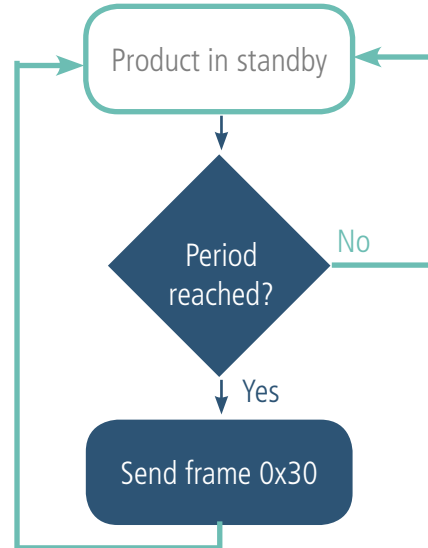 Product in standby
Period
reached?
No
Yes
Send frame 0x30